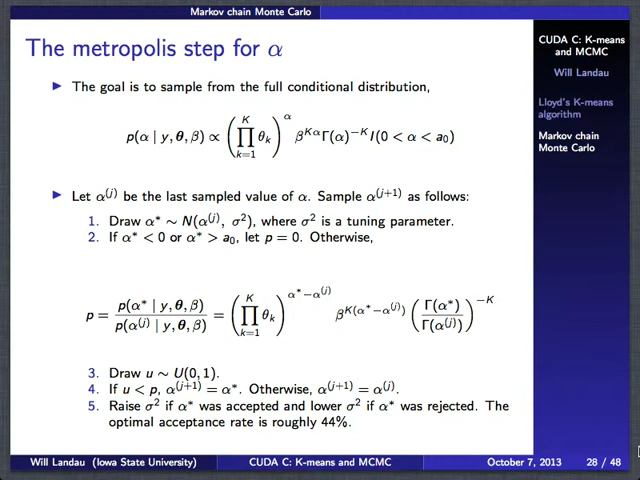 Markov chain Monte Carlo
The metropolis step for α
CUDA C: K-means
and MCMC
Will Landau
Lloyd's K-means
algorithm
Markov chain
Monte Carlo
▶ The goal is to sample from the full conditional distribution,
p(α | y, θ, β) ∝ (∏_{k=1}^{K} θ_k)^α β^{Kα} Γ(α)^{−K} I(0 < α < a₀)
▶ Let α^{(j)} be the last sampled value of α. Sample α^{(j+1)} as follows:
1. Draw α* ∼ N(α^{(j)}, σ²), where σ² is a tuning parameter.
2. If α* < 0 or α* > a₀, let p = 0. Otherwise,
p = p(α* | y, θ, β) / p(α^{(j)} | y, θ, β) = (∏_{k=1}^{K} θ_k)^{α*−α^{(j)}} β^{K(α*−α^{(j)})} (Γ(α*) / Γ(α^{(j)}))^{−K}
3. Draw u ∼ U(0, 1).
4. If u < p, α^{(j+1)} = α*. Otherwise, α^{(j+1)} = α^{(j)}.
5. Raise σ² if α* was accepted and lower σ² if α* was rejected. The
optimal acceptance rate is roughly 44%.
Will Landau (Iowa State University) CUDA C: K-means and MCMC October 7, 2013 28 / 48